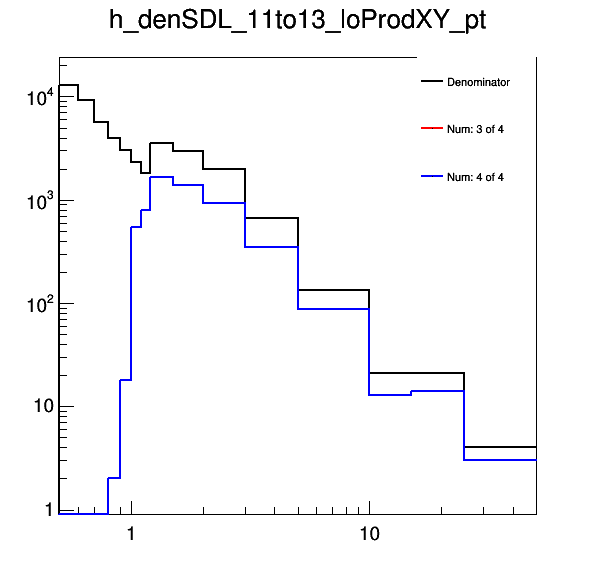 h_denSDL_11to13_loProdXY_pt
Denominator
Num: 3 of 4
Num: 4 of 4
10⁴
10³
10²
10
1
1 10